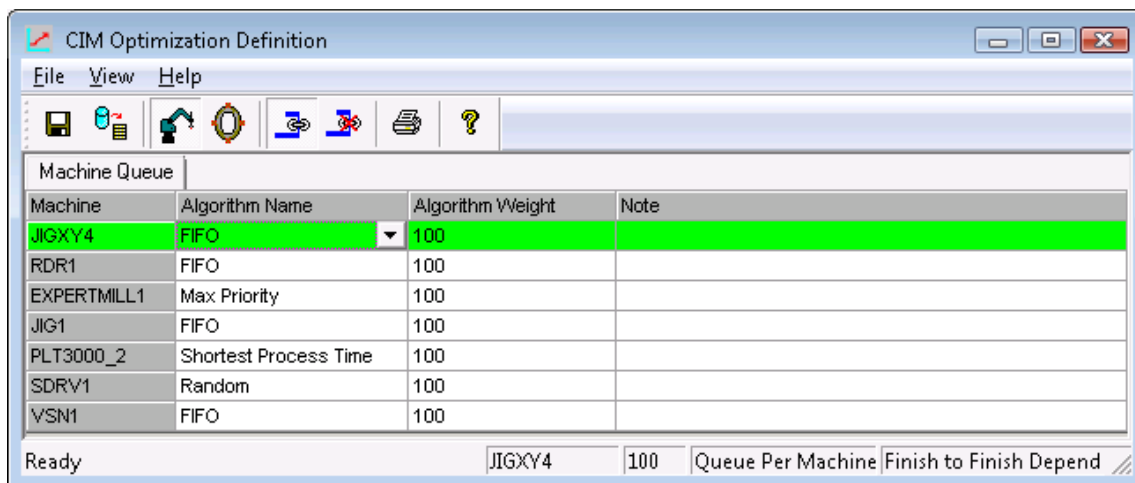 CIM Optimization Definition
File View Help
Machine Queue
Machine Algorithm Name Algorithm Weight Note
JIGXY4 FIFO 100
RDR1 FIFO 100
EXPERTMILL1 Max Priority 100
JIG1 FIFO 100
PLT3000_2 Shortest Process Time 100
SDRV1 Random 100
VSN1 FIFO 100
Ready JIGXY4 100 Queue Per Machine Finish to Finish Depend